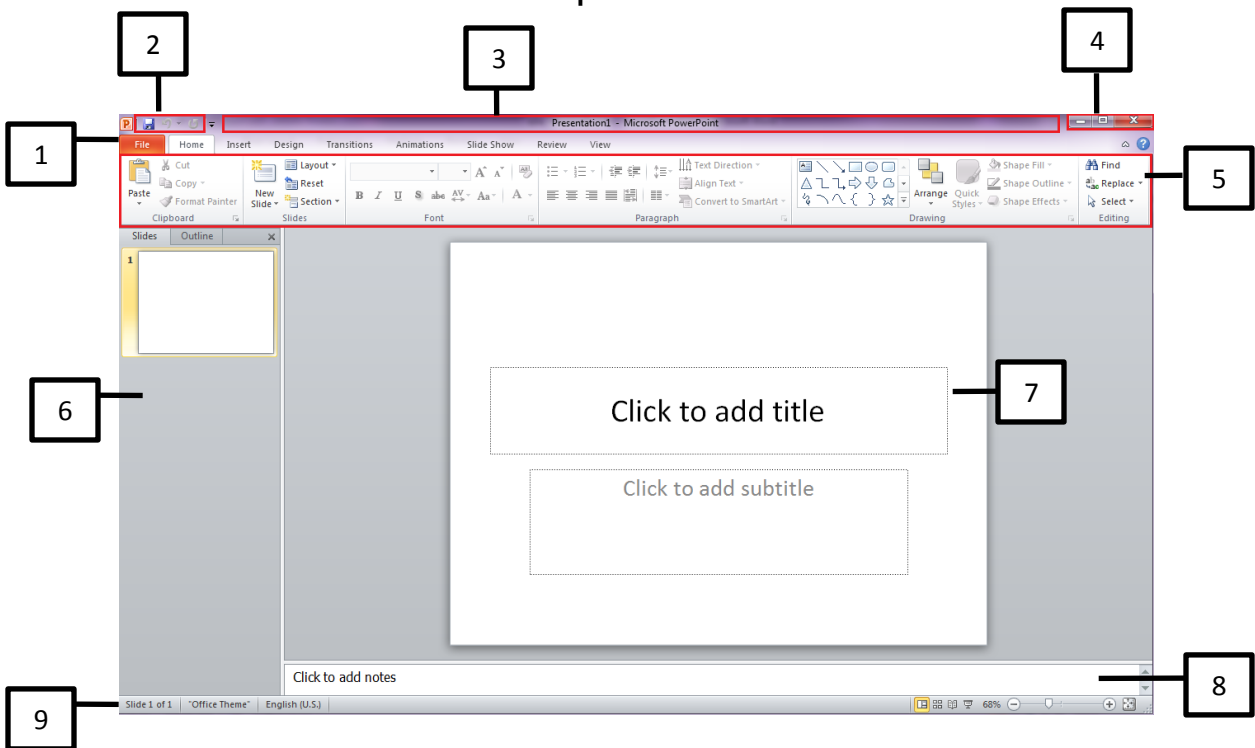 2
3
4
1
5
6
7
8
9
P
Presentation1 - Microsoft PowerPoint
File Home Insert Design Transitions Animations Slide Show Review View
Paste
Cut
Copy
Format Painter
Clipboard
New
Slide
Layout
Reset
Section
Slides
B I U S abc AV Aa A
A A
Font
Text Direction
Align Text
Convert to SmartArt
Paragraph
Arrange
Quick
Styles
Shape Fill
Shape Outline
Shape Effects
Drawing
Find
Replace
Select
Editing
Slides Outline
1
Click to add title
Click to add subtitle
Click to add notes
Slide 1 of 1 "Office Theme" English (U.S.) 68%